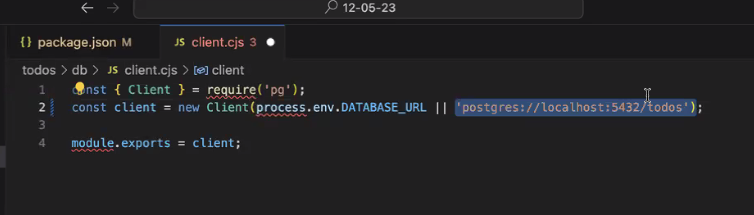 12-05-23
{} package.json M JS client.cjs 3
todos > db > JS client.cjs > client
1 const { Client } = require('pg');
2 const client = new Client(process.env.DATABASE_URL || 'postgres://localhost:5432/todos');
3
4 module.exports = client;